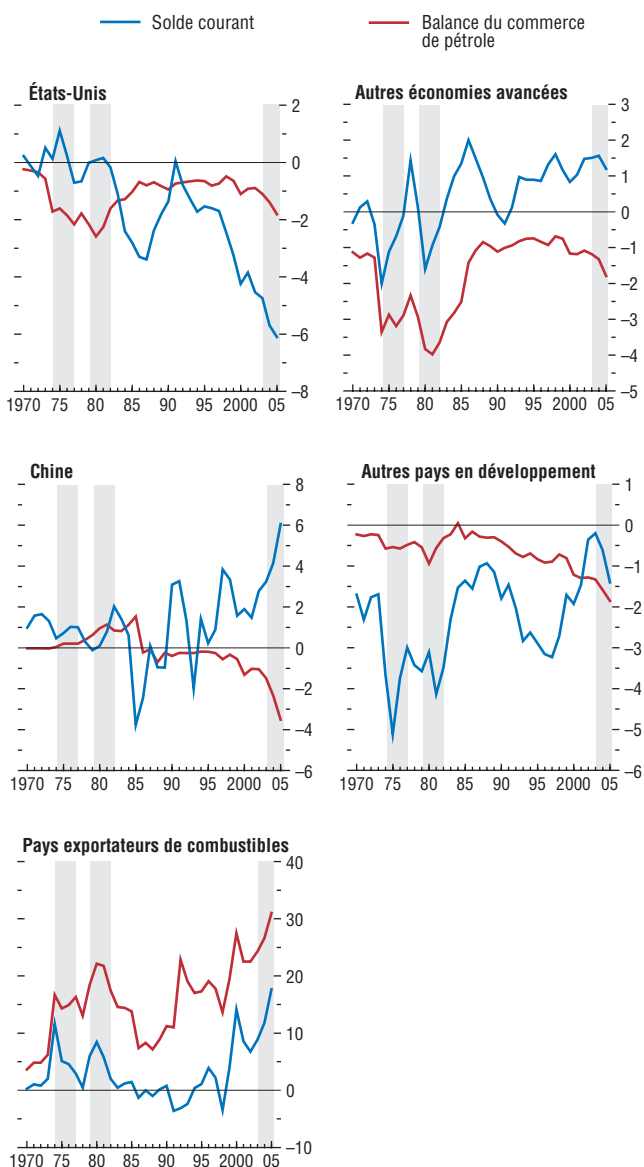 Solde courant
Balance du commerce
de pétrole
États-Unis
2
0
–2
–4
–6
–8
1970 75 80 85 90 95 2000 05
Autres économies avancées
3
2
1
0
–1
–2
–3
–4
–5
1970 75 80 85 90 95 2000 05
Chine
8
6
4
2
0
–2
–4
–6
1970 75 80 85 90 95 2000 05
Autres pays en développement
1
0
–1
–2
–3
–4
–5
–6
1970 75 80 85 90 95 2000 05
Pays exportateurs de combustibles
40
30
20
10
0
–10
1970 75 80 85 90 95 2000 05